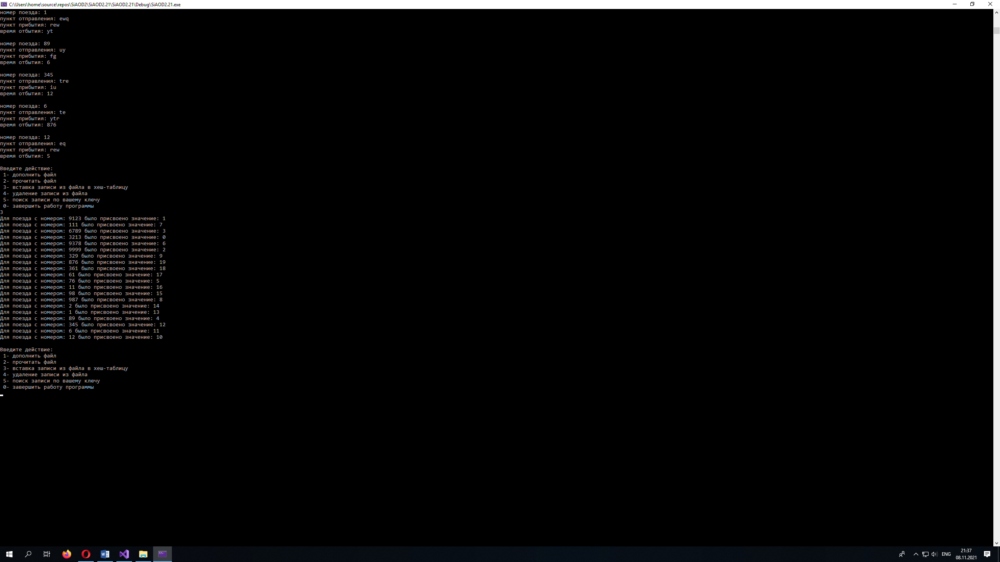 C:\Users\home\source\repos\SiAOD2\SiAOD2.21\SiAOD2.21\Debug\SiAOD2.21.exe
номер поезда: 1
пункт отправления: ewq
пункт прибытия: rew
время отбытия: yt
номер поезда: 89
пункт отправления: uy
пункт прибытия: fg
время отбытия: 6
номер поезда: 345
пункт отправления: tre
пункт прибытия: iu
время отбытия: 12
номер поезда: 6
пункт отправления: te
пункт прибытия: ytr
время отбытия: 876
номер поезда: 12
пункт отправления: eq
пункт прибытия: rew
время отбытия: 5
Введите действие:
1- дополнить файл
2- прочитать файл
3- вставка записи из файла в хеш-таблицу
4- удаление записи из файла
5- поиск записи по вашему ключу
0- завершить работу программы
3
Для поезда с номером: 9123 было присвоено значение: 1
Для поезда с номером: 111 было присвоено значение: 7
Для поезда с номером: 6789 было присвоено значение: 3
Для поезда с номером: 3213 было присвоено значение: 0
Для поезда с номером: 9378 было присвоено значение: 6
Для поезда с номером: 9999 было присвоено значение: 2
Для поезда с номером: 329 было присвоено значение: 9
Для поезда с номером: 876 было присвоено значение: 19
Для поезда с номером: 361 было присвоено значение: 18
Для поезда с номером: 61 было присвоено значение: 17
Для поезда с номером: 76 было присвоено значение: 5
Для поезда с номером: 11 было присвоено значение: 16
Для поезда с номером: 98 было присвоено значение: 15
Для поезда с номером: 987 было присвоено значение: 8
Для поезда с номером: 2 было присвоено значение: 14
Для поезда с номером: 1 было присвоено значение: 13
Для поезда с номером: 89 было присвоено значение: 4
Для поезда с номером: 345 было присвоено значение: 12
Для поезда с номером: 6 было присвоено значение: 11
Для поезда с номером: 12 было присвоено значение: 10
Введите действие:
1- дополнить файл
2- прочитать файл
3- вставка записи из файла в хеш-таблицу
4- удаление записи из файла
5- поиск записи по вашему ключу
0- завершить работу программы
ENG
21:37
08.11.2021